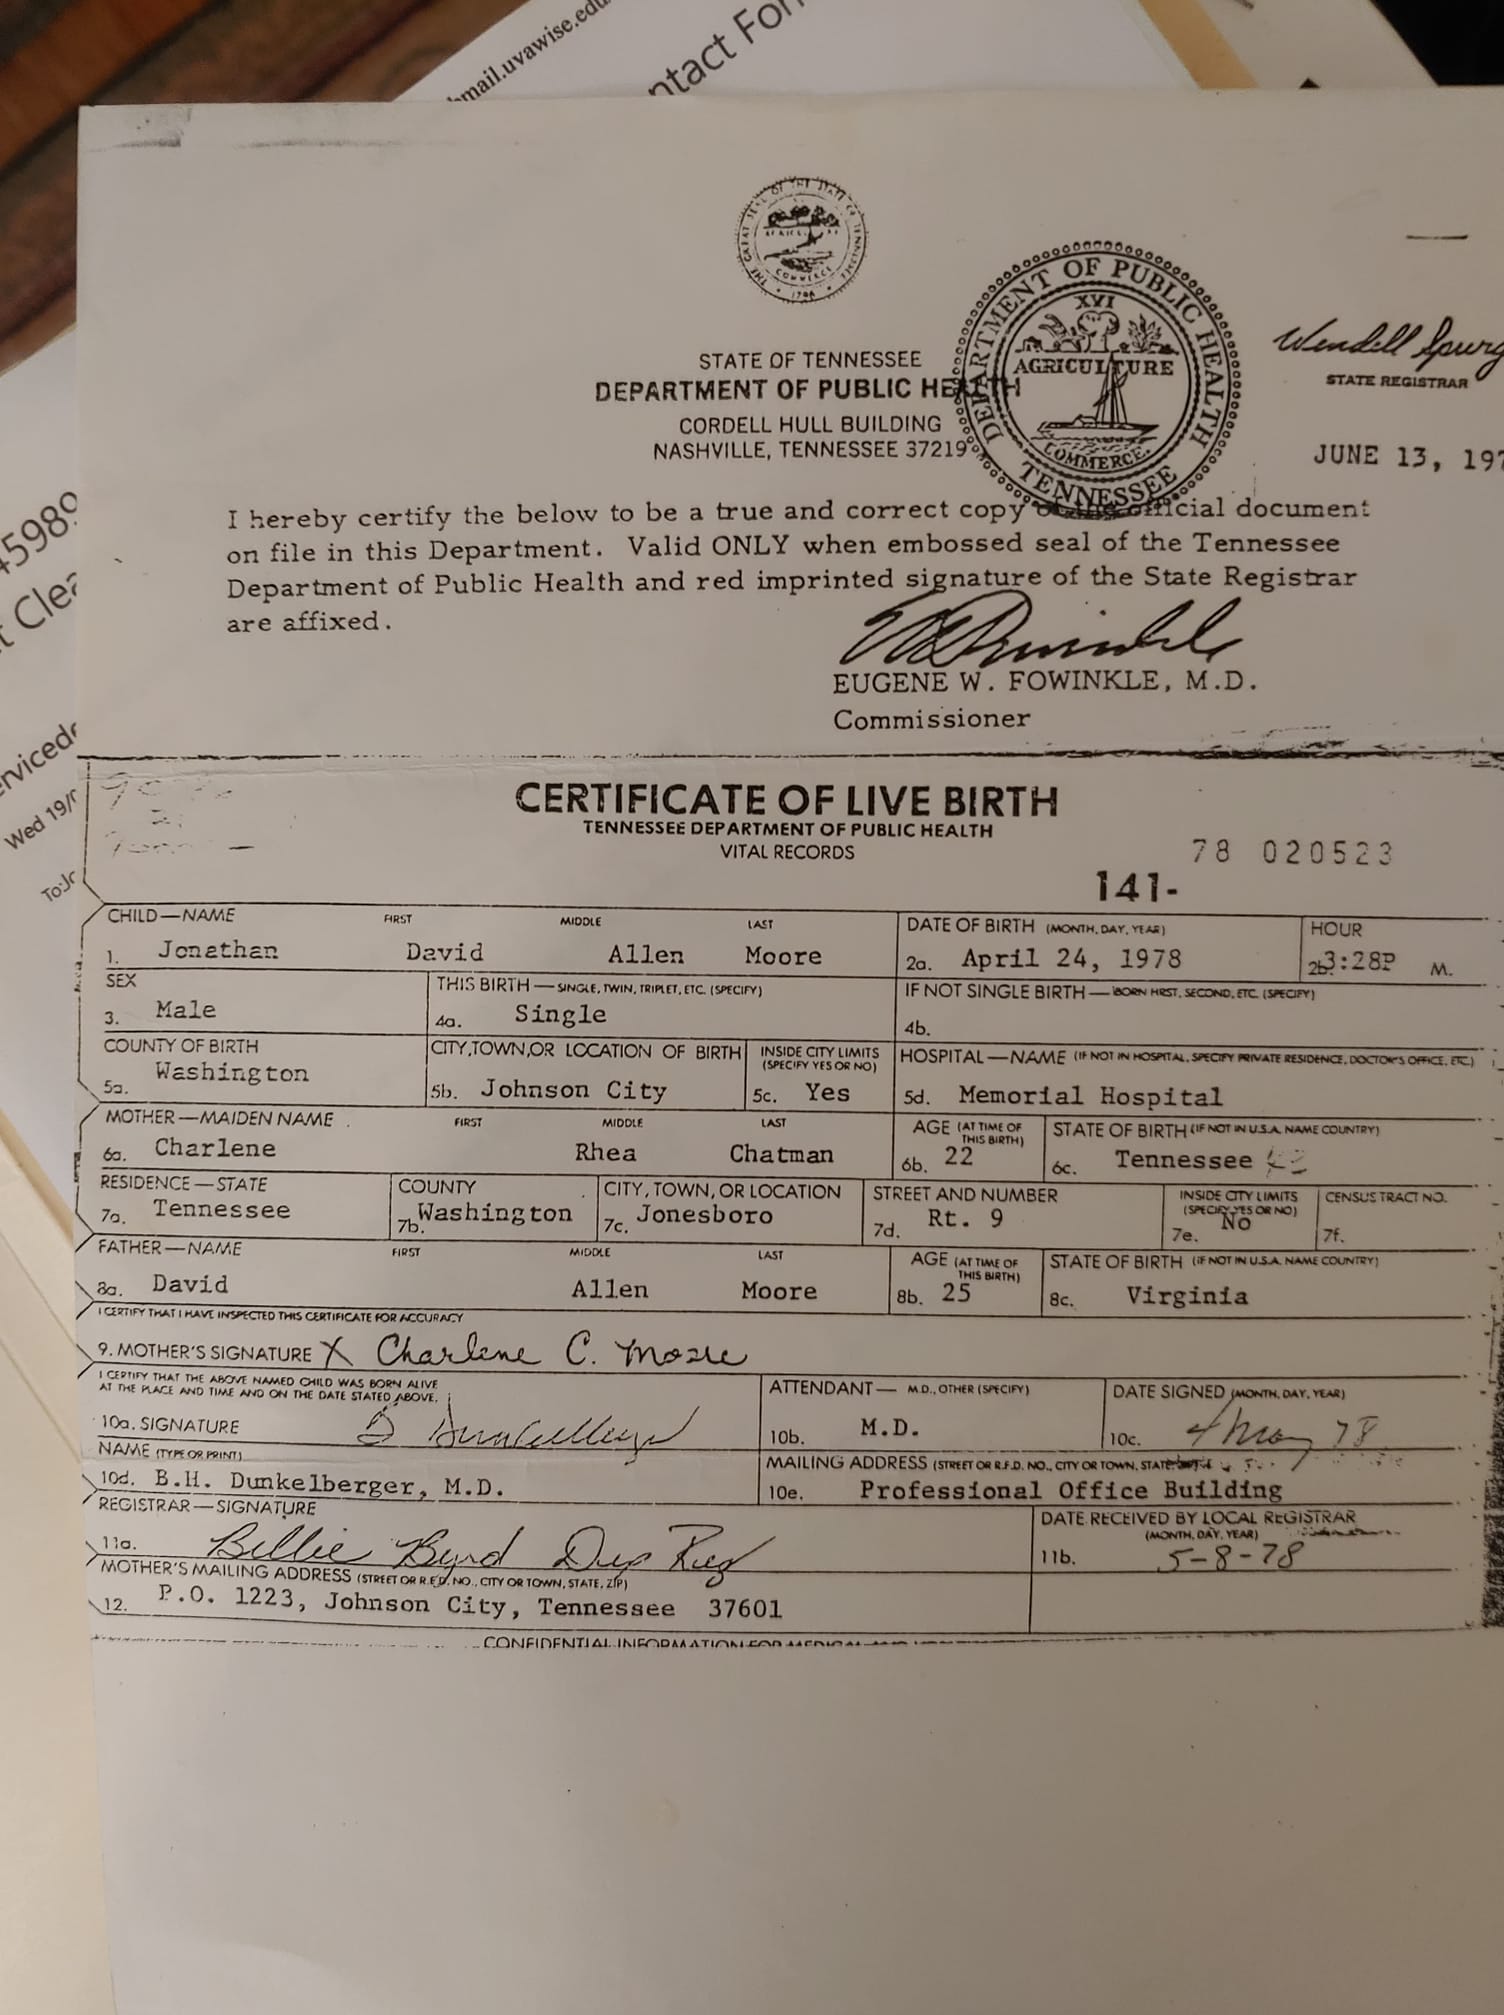 mail.uvawise.edu
ntact For
45989
t Clea
ervicede
Wed 19/0
To:Jo
THE GREAT SEAL OF THE STATE OF TENNESSEE
COMMERCE
1796
DEPARTMENT OF PUBLIC HEALTH
XVI
AGRICULTURE
COMMERCE
TENNESSEE
Wendell Spurg
STATE REGISTRAR
STATE OF TENNESSEE
DEPARTMENT OF PUBLIC HEALTH
CORDELL HULL BUILDING
NASHVILLE, TENNESSEE 37219
JUNE 13, 197
I hereby certify the below to be a true and correct copy of the official document
on file in this Department. Valid ONLY when embossed seal of the Tennessee
Department of Public Health and red imprinted signature of the State Registrar
are affixed.
EUGENE W. FOWINKLE, M.D.
Commissioner
CERTIFICATE OF LIVE BIRTH
TENNESSEE DEPARTMENT OF PUBLIC HEALTH
VITAL RECORDS
78 020523
141-
CHILD—NAME FIRST MIDDLE LAST DATE OF BIRTH (MONTH, DAY, YEAR) HOUR
1. Jonathan David Allen Moore 2a. April 24, 1978 2b. 3:28P M.
SEX THIS BIRTH — SINGLE, TWIN, TRIPLET, ETC. (SPECIFY) IF NOT SINGLE BIRTH — BORN FIRST, SECOND, ETC. (SPECIFY)
3. Male 4a. Single 4b.
COUNTY OF BIRTH CITY, TOWN, OR LOCATION OF BIRTH INSIDE CITY LIMITS (SPECIFY YES OR NO) HOSPITAL — NAME (IF NOT IN HOSPITAL, SPECIFY PRIVATE RESIDENCE, DOCTOR'S OFFICE, ETC.)
5a. Washington 5b. Johnson City 5c. Yes 5d. Memorial Hospital
MOTHER—MAIDEN NAME FIRST MIDDLE LAST AGE (AT TIME OF THIS BIRTH) STATE OF BIRTH (IF NOT IN U.S.A. NAME COUNTRY)
6a. Charlene Rhea Chatman 6b. 22 6c. Tennessee
RESIDENCE—STATE COUNTY CITY, TOWN, OR LOCATION STREET AND NUMBER INSIDE CITY LIMITS (SPECIFY YES OR NO) CENSUS TRACT NO.
7a. Tennessee 7b. Washington 7c. Jonesboro 7d. Rt. 9 7e. No 7f.
FATHER—NAME FIRST MIDDLE LAST AGE (AT TIME OF THIS BIRTH) STATE OF BIRTH (IF NOT IN U.S.A. NAME COUNTRY)
8a. David Allen Moore 8b. 25 8c. Virginia
I CERTIFY THAT I HAVE INSPECTED THIS CERTIFICATE FOR ACCURACY
9. MOTHER'S SIGNATURE X Charlene C. Moore
I CERTIFY THAT THE ABOVE NAMED CHILD WAS BORN ALIVE
AT THE PLACE AND TIME AND ON THE DATE STATED ABOVE.
ATTENDANT — M.D., OTHER (SPECIFY) DATE SIGNED (MONTH, DAY, YEAR)
10a. SIGNATURE B Dunkelberger 10b. M.D. 10c. 4 May 78
NAME (TYPE OR PRINT) MAILING ADDRESS (STREET OR R.F.D. NO., CITY OR TOWN, STATE
10d. B.H. Dunkelberger, M.D. 10e. Professional Office Building
REGISTRAR—SIGNATURE DATE RECEIVED BY LOCAL REGISTRAR
(MONTH, DAY, YEAR)
11a. Billie Byrd Dep Reg 11b. 5-8-78
MOTHER'S MAILING ADDRESS (STREET OR R.F.D. NO., CITY OR TOWN, STATE, ZIP)
12. P.O. 1223, Johnson City, Tennessee 37601
CONFIDENTIAL INFORMATION FOR MEDICAL AND